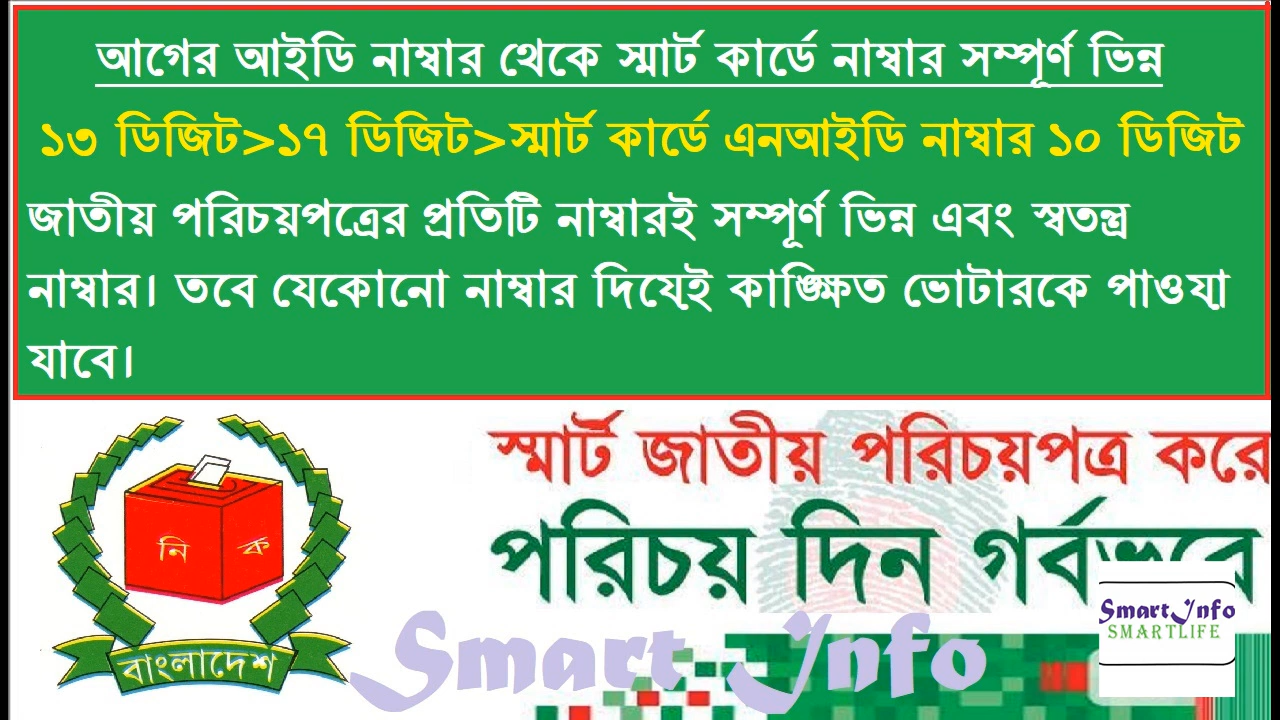 আগের আইডি নাম্বার থেকে স্মার্ট কার্ডে নাম্বার সম্পূর্ণ ভিন্ন
১৩ ডিজিট>১৭ ডিজিট>স্মার্ট কার্ডে এনআইডি নাম্বার ১০ ডিজিট
জাতীয় পরিচয়পত্রের প্রতিটি নাম্বারই সম্পূর্ণ ভিন্ন এবং স্বতন্ত্র
নাম্বার। তবে যেকোনো নাম্বার দিয়েই কাঙ্ক্ষিত ভোটারকে পাওয়া
যাবে।
স্মার্ট জাতীয় পরিচয়পত্র করে
পরিচয় দিন গর্বভরে
নি ক
বাংলাদেশ
Smart Info
Smart Info
SMARTLIFE